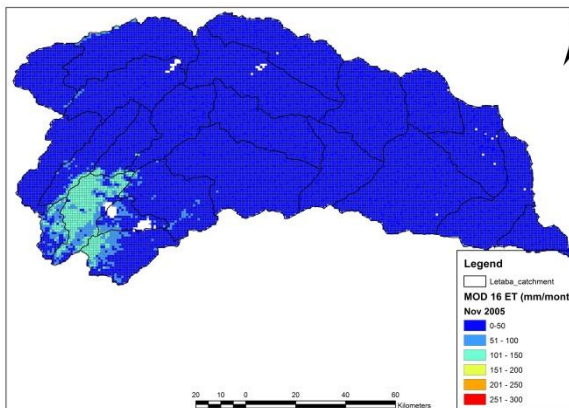 Legend
Letaba_catchment
MOD 16 ET (mm/mont
Nov 2005
0-50
51 - 100
101 - 150
151 - 200
201 - 250
251 - 300
20 10 0 20 40 60
Kilometers